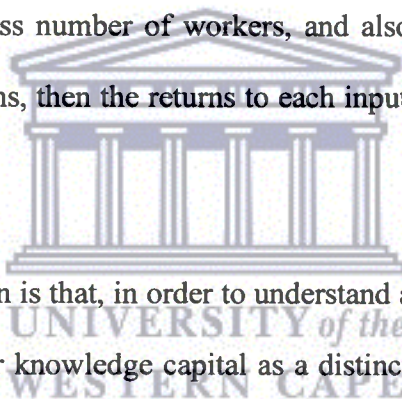 ss number of workers, and also
ns, then the returns to each input
n is that, in order to understand a
UNIVERSITY of the
r knowledge capital as a distinc
WESTERN CAPE